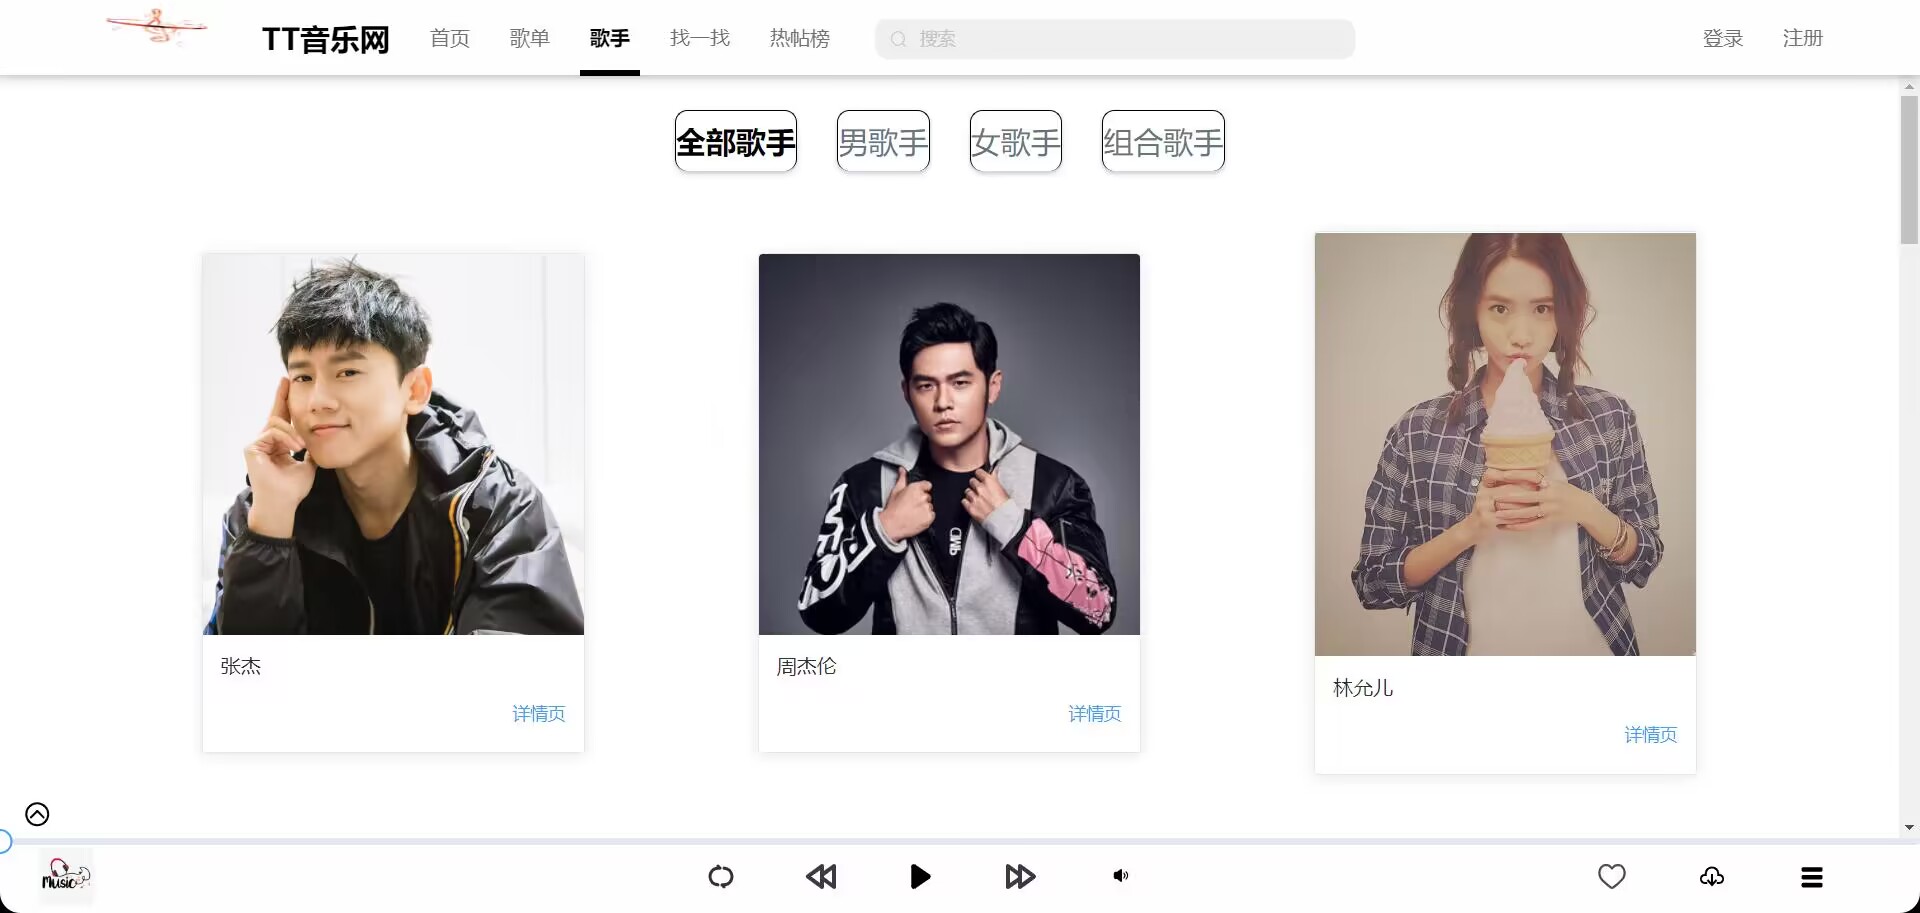 TT音乐网 首页 歌单 歌手 找一找 热帖榜 搜索 登录 注册
全部歌手 男歌手 女歌手 组合歌手
张杰
详情页
周杰伦
详情页
林允儿
详情页
Music